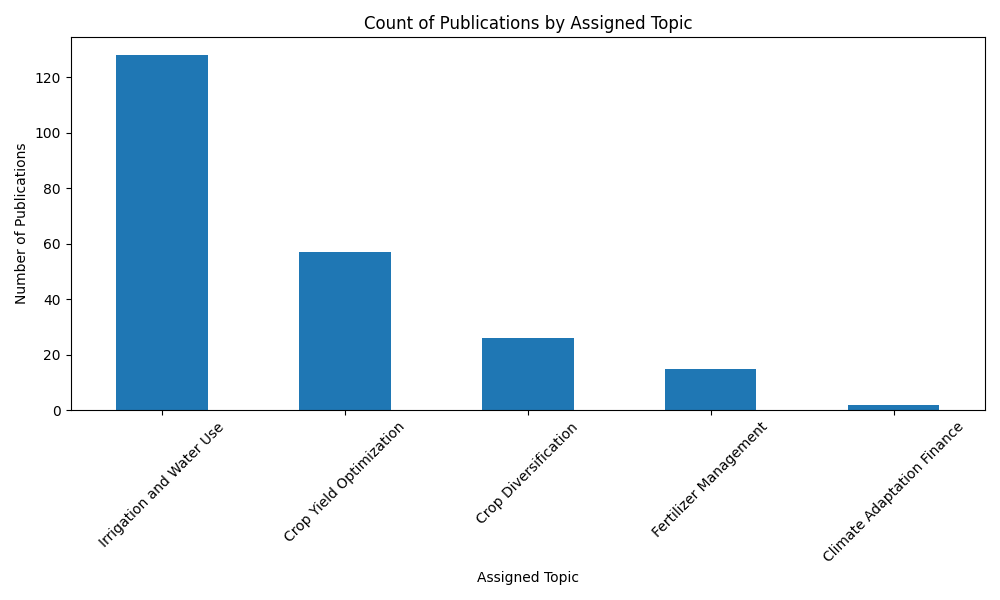 Count of Publications by Assigned Topic
Number of Publications
120
100
80
60
40
20
0
Irrigation and Water Use
Crop Yield Optimization
Crop Diversification
Fertilizer Management
Climate Adaptation Finance
Assigned Topic